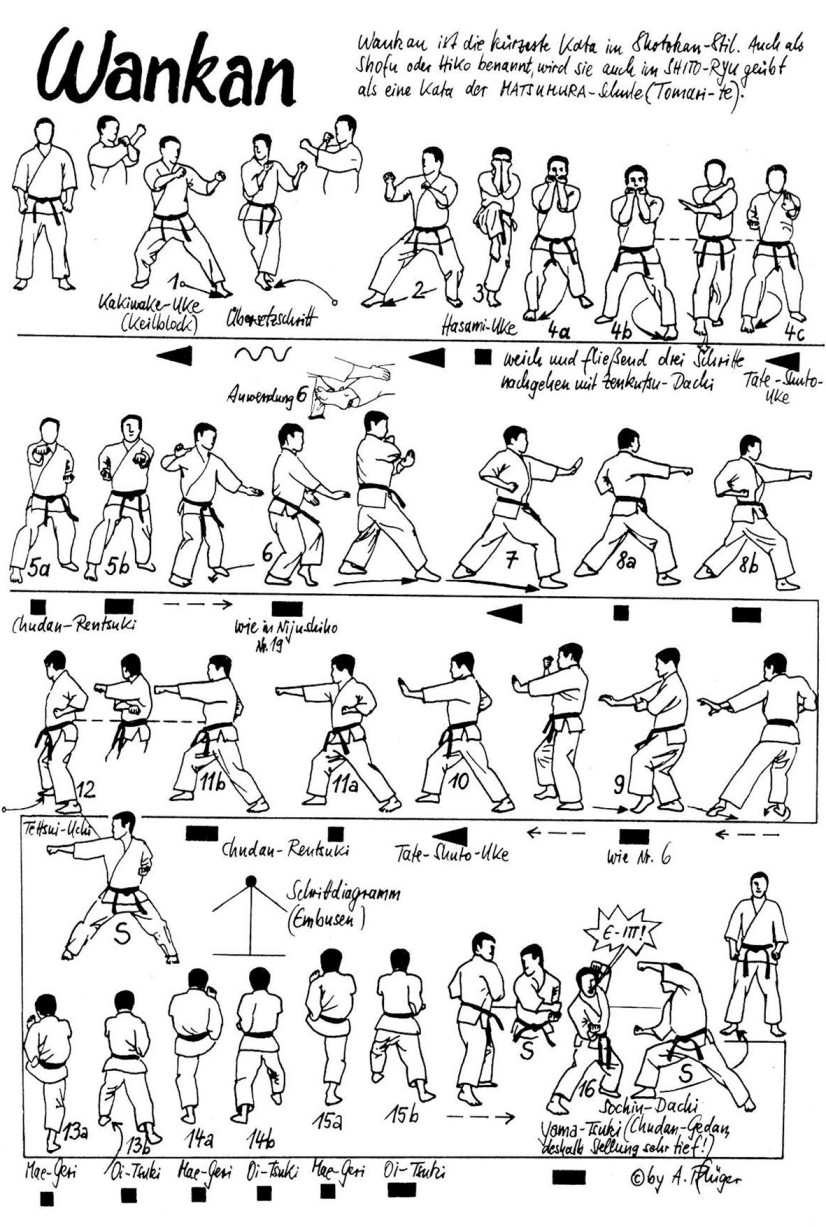 Wankan
Wankan ist die kürzeste Kata im Shotokan-Stil. Auch als
Shofu oder Hiko benannt, wird sie auch im SHITO-RYU geübt
als eine Kata der MATSUMURA-Schule (Tomari-te).
1
2
3
4a
4b
4c
Kakiwake-Uke
(Keilblock)
Übersetzschritt
Hasami-Uke
weich und fließend drei Schritte
nachgehen mit Zenkutsu-Dachi
Tate-Shuto-
Uke
Anwendung 6
5a
5b
6
7
8a
8b
Chudan-Rentsuki
wie in Nijushiho
Nr. 19
12
11b
11a
10
9
Tettsui-Uchi
Chudan-Rentsuki
Tate-Shuto-Uke
wie Nr. 6
S
Schrittdiagramm
(Embusen)
E-ITT!
S
16
S
13a
13b
14a
14b
15a
15b
Sochin-Dachi
Yama-Tsuki (Chudan-Gedan,
deshalb Stellung sehr tief!)
Mae-Geri
Oi-Tsuki
Mae-Geri
Oi-Tsuki
Mae-Geri
Oi-Tsuki
© by A. Pflüger